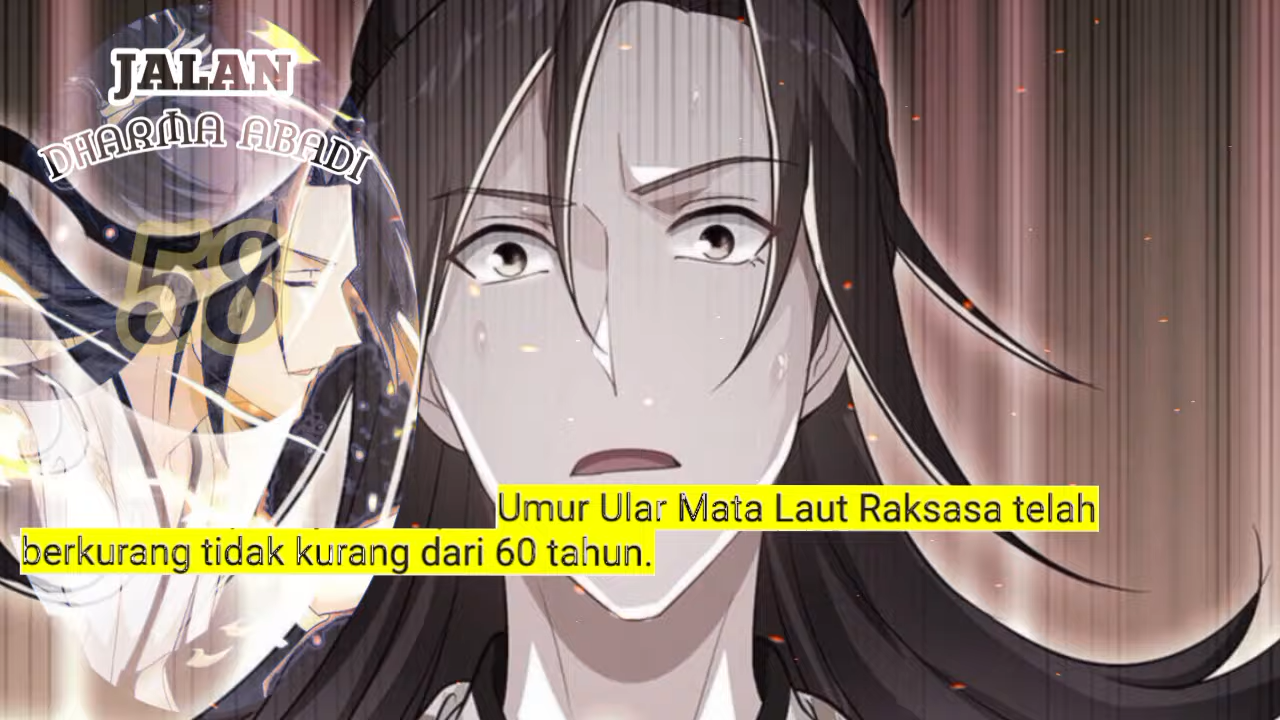 JALAN
DHARMA ABADI
58
Umur Ular Mata Laut Raksasa telah
berkurang tidak kurang dari 60 tahun.